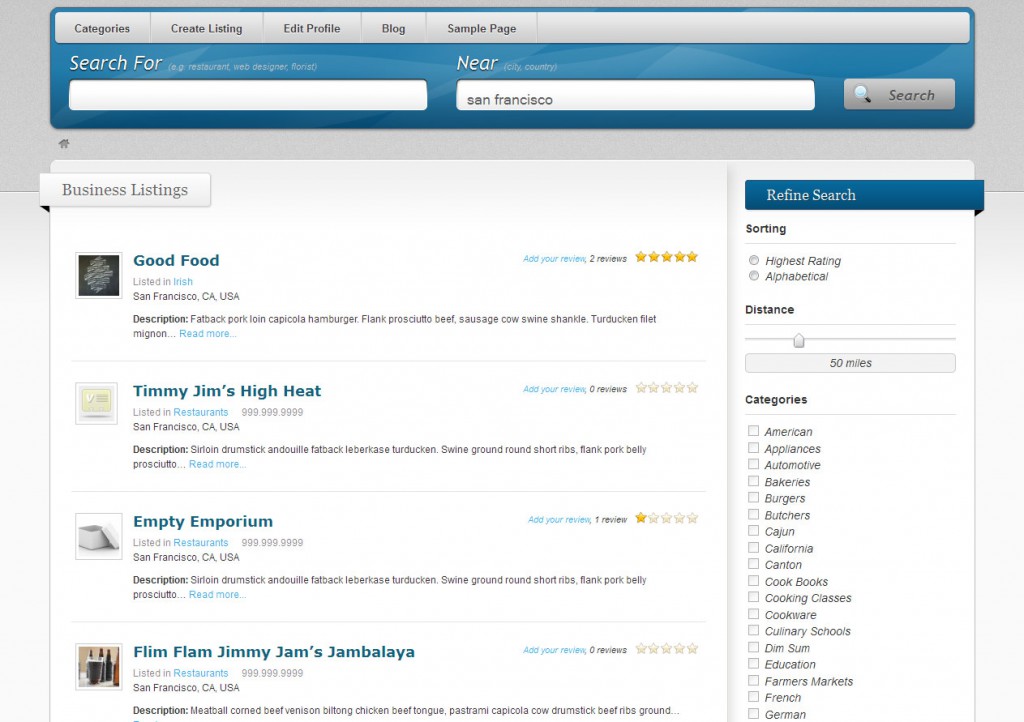 Categories
Create Listing
Edit Profile
Blog
Sample Page
Search For (e.g. restaurant, web designer, florist)
Near (city, country)
san francisco
Search
Business Listings
Good Food
Add your review, 2 reviews
Listed in Irish
San Francisco, CA, USA
Description: Fatback pork loin capicola hamburger. Flank prosciutto beef, sausage cow swine shankle. Turducken filet
mignon... Read more...
Timmy Jim's High Heat
Add your review, 0 reviews
Listed in Restaurants 999.999.9999
San Francisco, CA, USA
Description: Sirloin drumstick andouille fatback leberkase turducken. Swine ground round short ribs, flank pork belly
prosciutto... Read more...
Empty Emporium
Add your review, 1 review
Listed in Restaurants 999.999.9999
San Francisco, CA, USA
Description: Sirloin drumstick andouille fatback leberkase turducken. Swine ground round short ribs, flank pork belly
prosciutto... Read more...
Flim Flam Jimmy Jam's Jambalaya
Add your review, 0 reviews
Listed in Restaurants 999.999.9999
San Francisco, CA, USA
Description: Meatball corned beef venison biltong chicken beef tongue, pastrami capicola cow drumstick beef ribs ground...
Refine Search
Sorting
Highest Rating
Alphabetical
Distance
50 miles
Categories
American
Appliances
Automotive
Bakeries
Burgers
Butchers
Cajun
California
Canton
Cook Books
Cooking Classes
Cookware
Culinary Schools
Dim Sum
Education
Farmers Markets
French
German